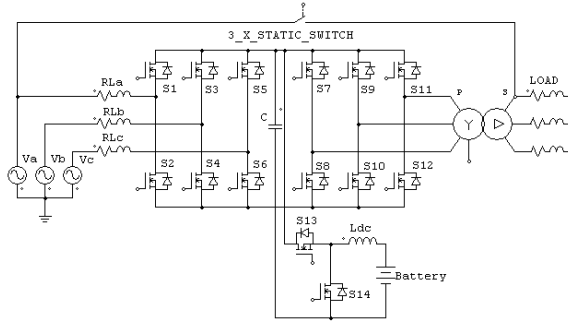 3_X_STATIC_SWITCH
RLa
S1
S3
S5
S7
S9
S11
P
S
LOAD
RLb
C
Y
RLc
Va
Vb
Vc
S2
S4
S6
S8
S10
S12
S13
Ldc
S14
Battery